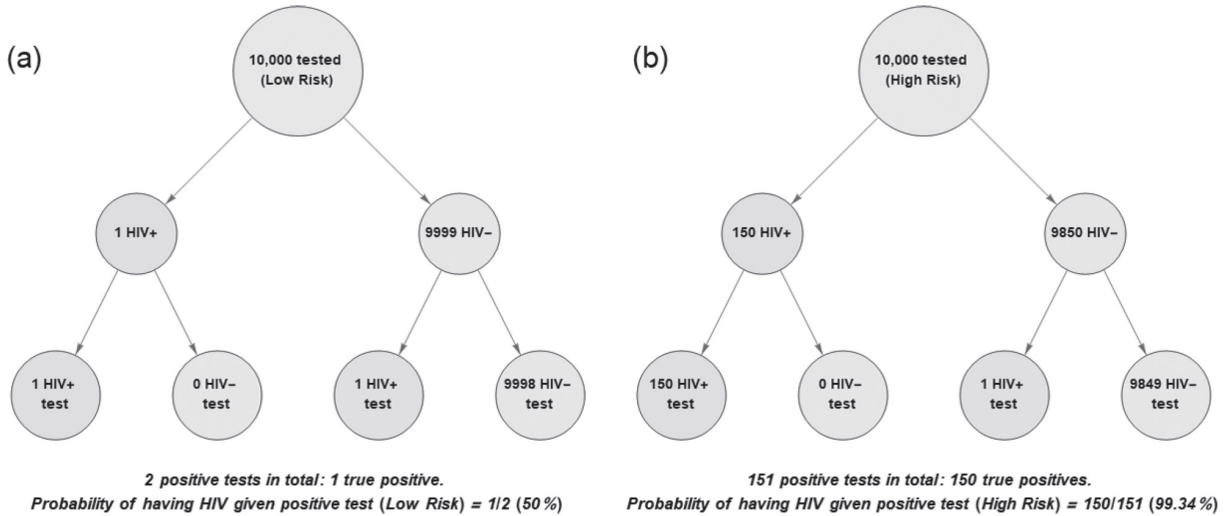 (a)
10,000 tested
(Low Risk)
1 HIV+
9999 HIV–
1 HIV+
test
0 HIV–
test
1 HIV+
test
9998 HIV–
test
2 positive tests in total: 1 true positive.
Probability of having HIV given positive test (Low Risk) = 1/2 (50%)
(b)
10,000 tested
(High Risk)
150 HIV+
9850 HIV–
150 HIV+
test
0 HIV–
test
1 HIV+
test
9849 HIV–
test
151 positive tests in total: 150 true positives.
Probability of having HIV given positive test (High Risk) = 150/151 (99.34%)